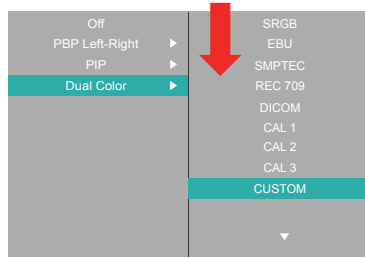 Off
PBP Left-Right
PIP
Dual Color
SRGB
EBU
SMPTEC
REC 709
DICOM
CAL 1
CAL 2
CAL 3
CUSTOM